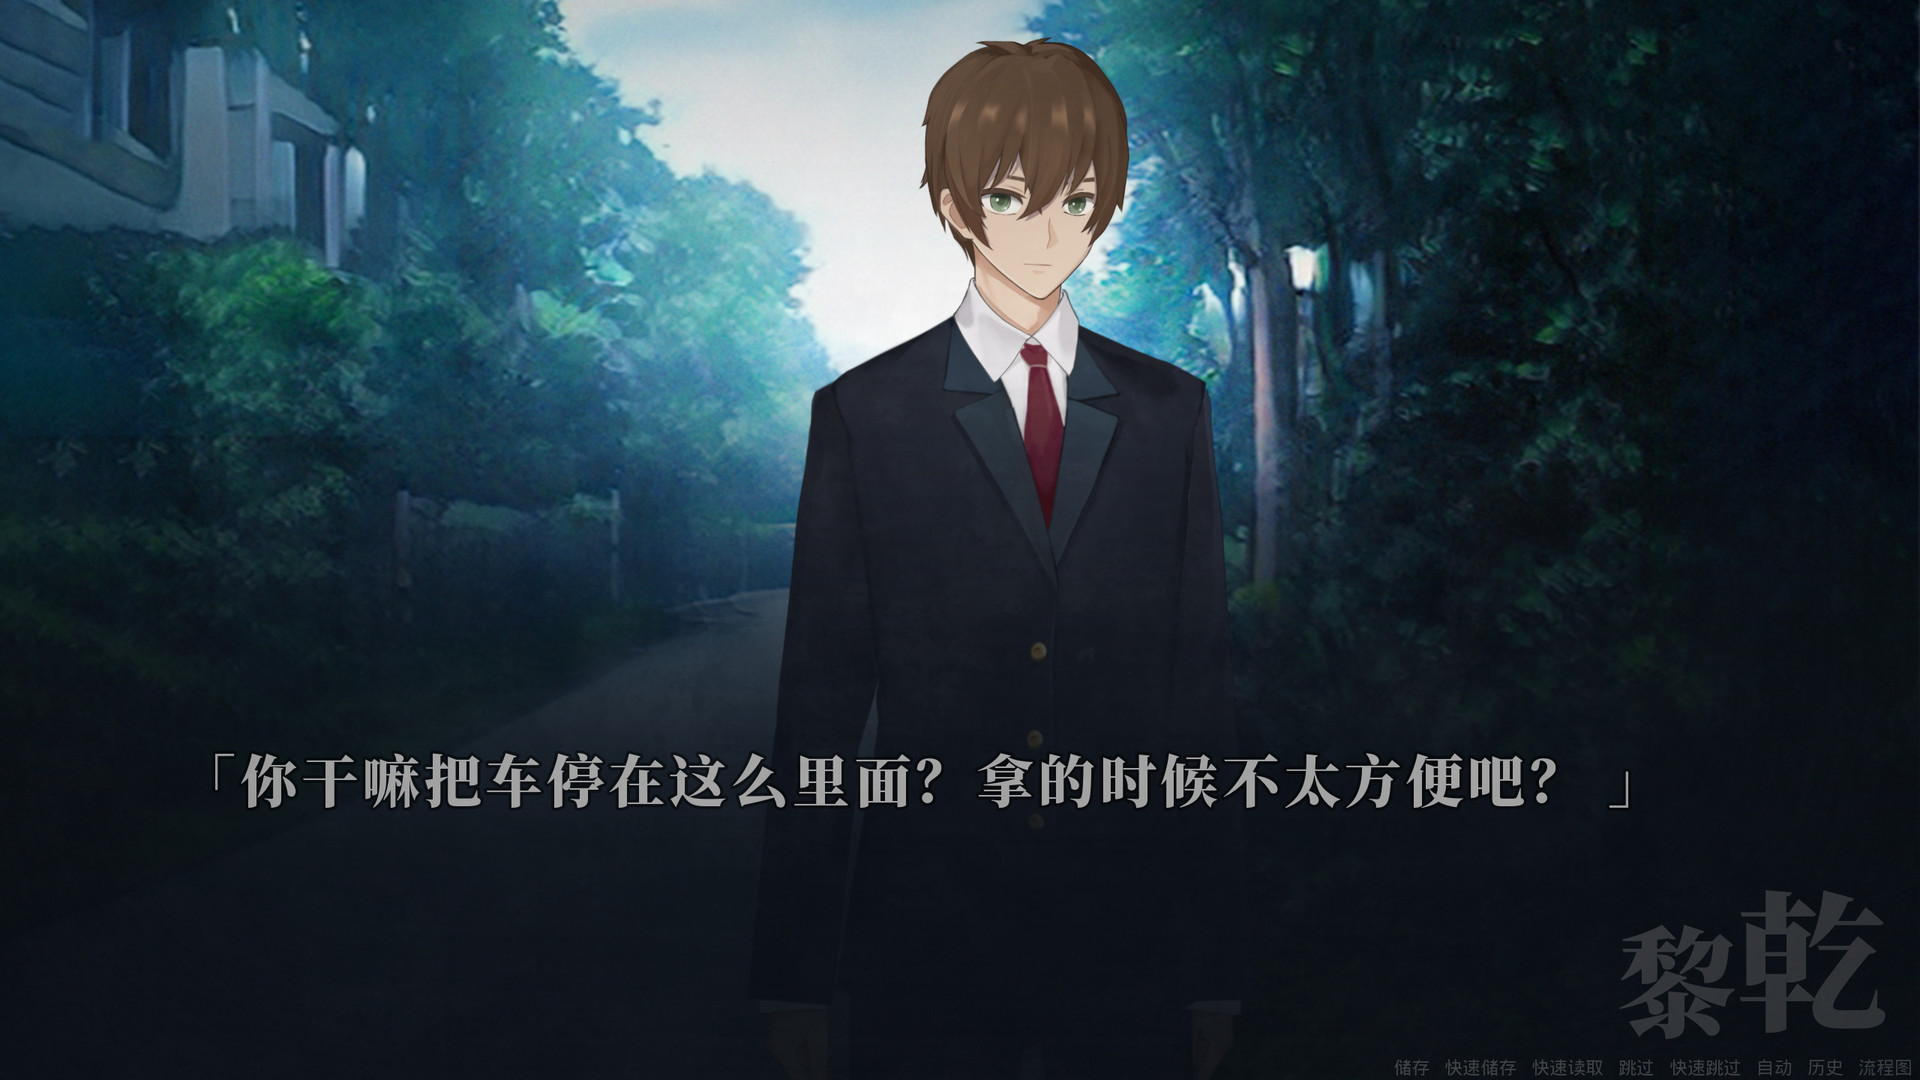 「你干嘛把车停在这么里面？拿的时候不太方便吧？」
黎乾
储存 快速储存 快速读取 跳过 快速跳过 自动 历史 流程图